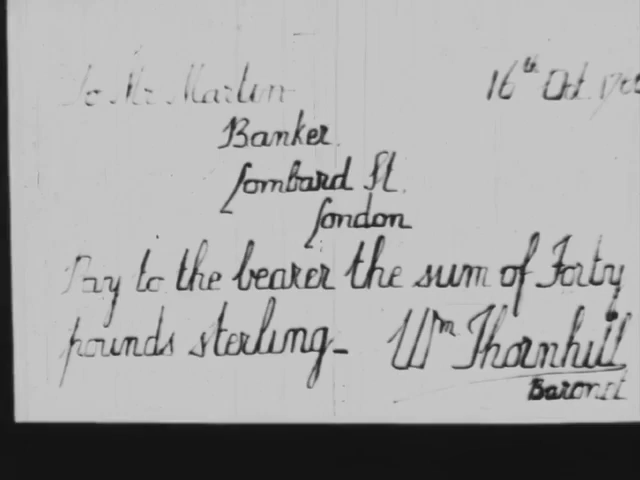 To Mr Martin 16th Oct.
Banker.
Lombard St.
London
Pay to the bearer the sum of Forty
pounds sterling - Wm Thornhill
Baronet